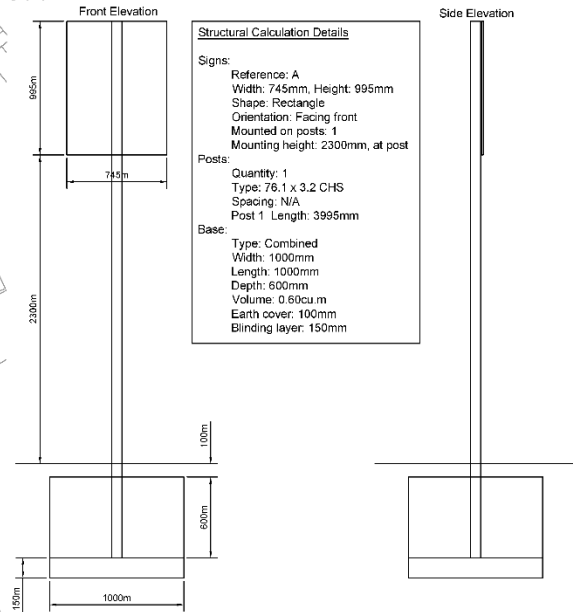 Front Elevation
Side Elevation
Structural Calculation Details
Signs:
Reference: A
Width: 745mm, Height: 995mm
Shape: Rectangle
Orientation: Facing front
Mounted on posts: 1
Mounting height: 2300mm, at post
Posts:
Quantity: 1
Type: 76.1 x 3.2 CHS
Spacing: N/A
Post 1 Length: 3995mm
Base:
Type: Combined
Width: 1000mm
Length: 1000mm
Depth: 600mm
Volume: 0.60cu.m
Earth cover: 100mm
Blinding layer: 150mm
995m
745m
2300m
100m
600m
150m
1000m